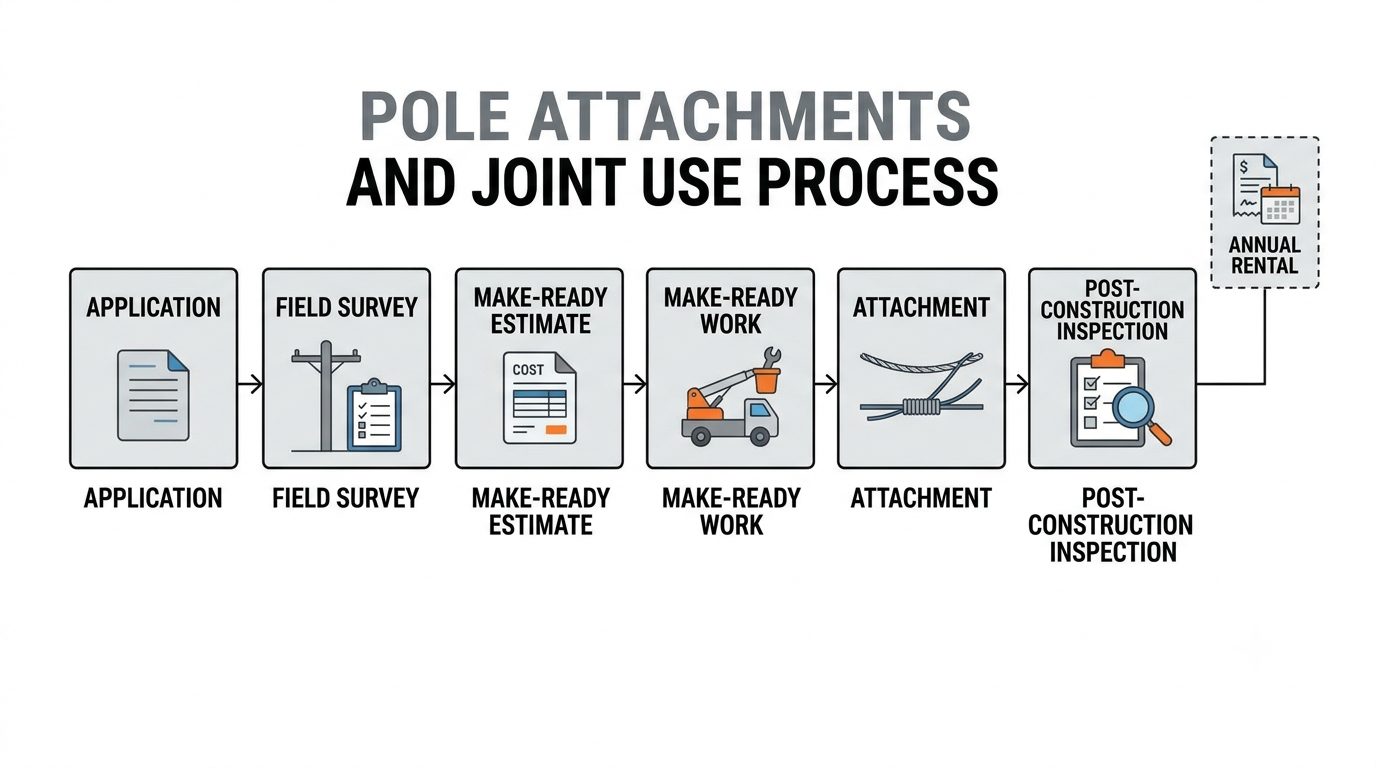 POLE ATTACHMENTS
AND JOINT USE PROCESS
APPLICATION
FIELD SURVEY
MAKE-READY
ESTIMATE
COST
MAKE-READY
WORK
ATTACHMENT
POST-
CONSTRUCTION
INSPECTION
$
ANNUAL
RENTAL
APPLICATION
FIELD SURVEY
MAKE-READY
ESTIMATE
MAKE-READY
WORK
ATTACHMENT
POST-
CONSTRUCTION
INSPECTION